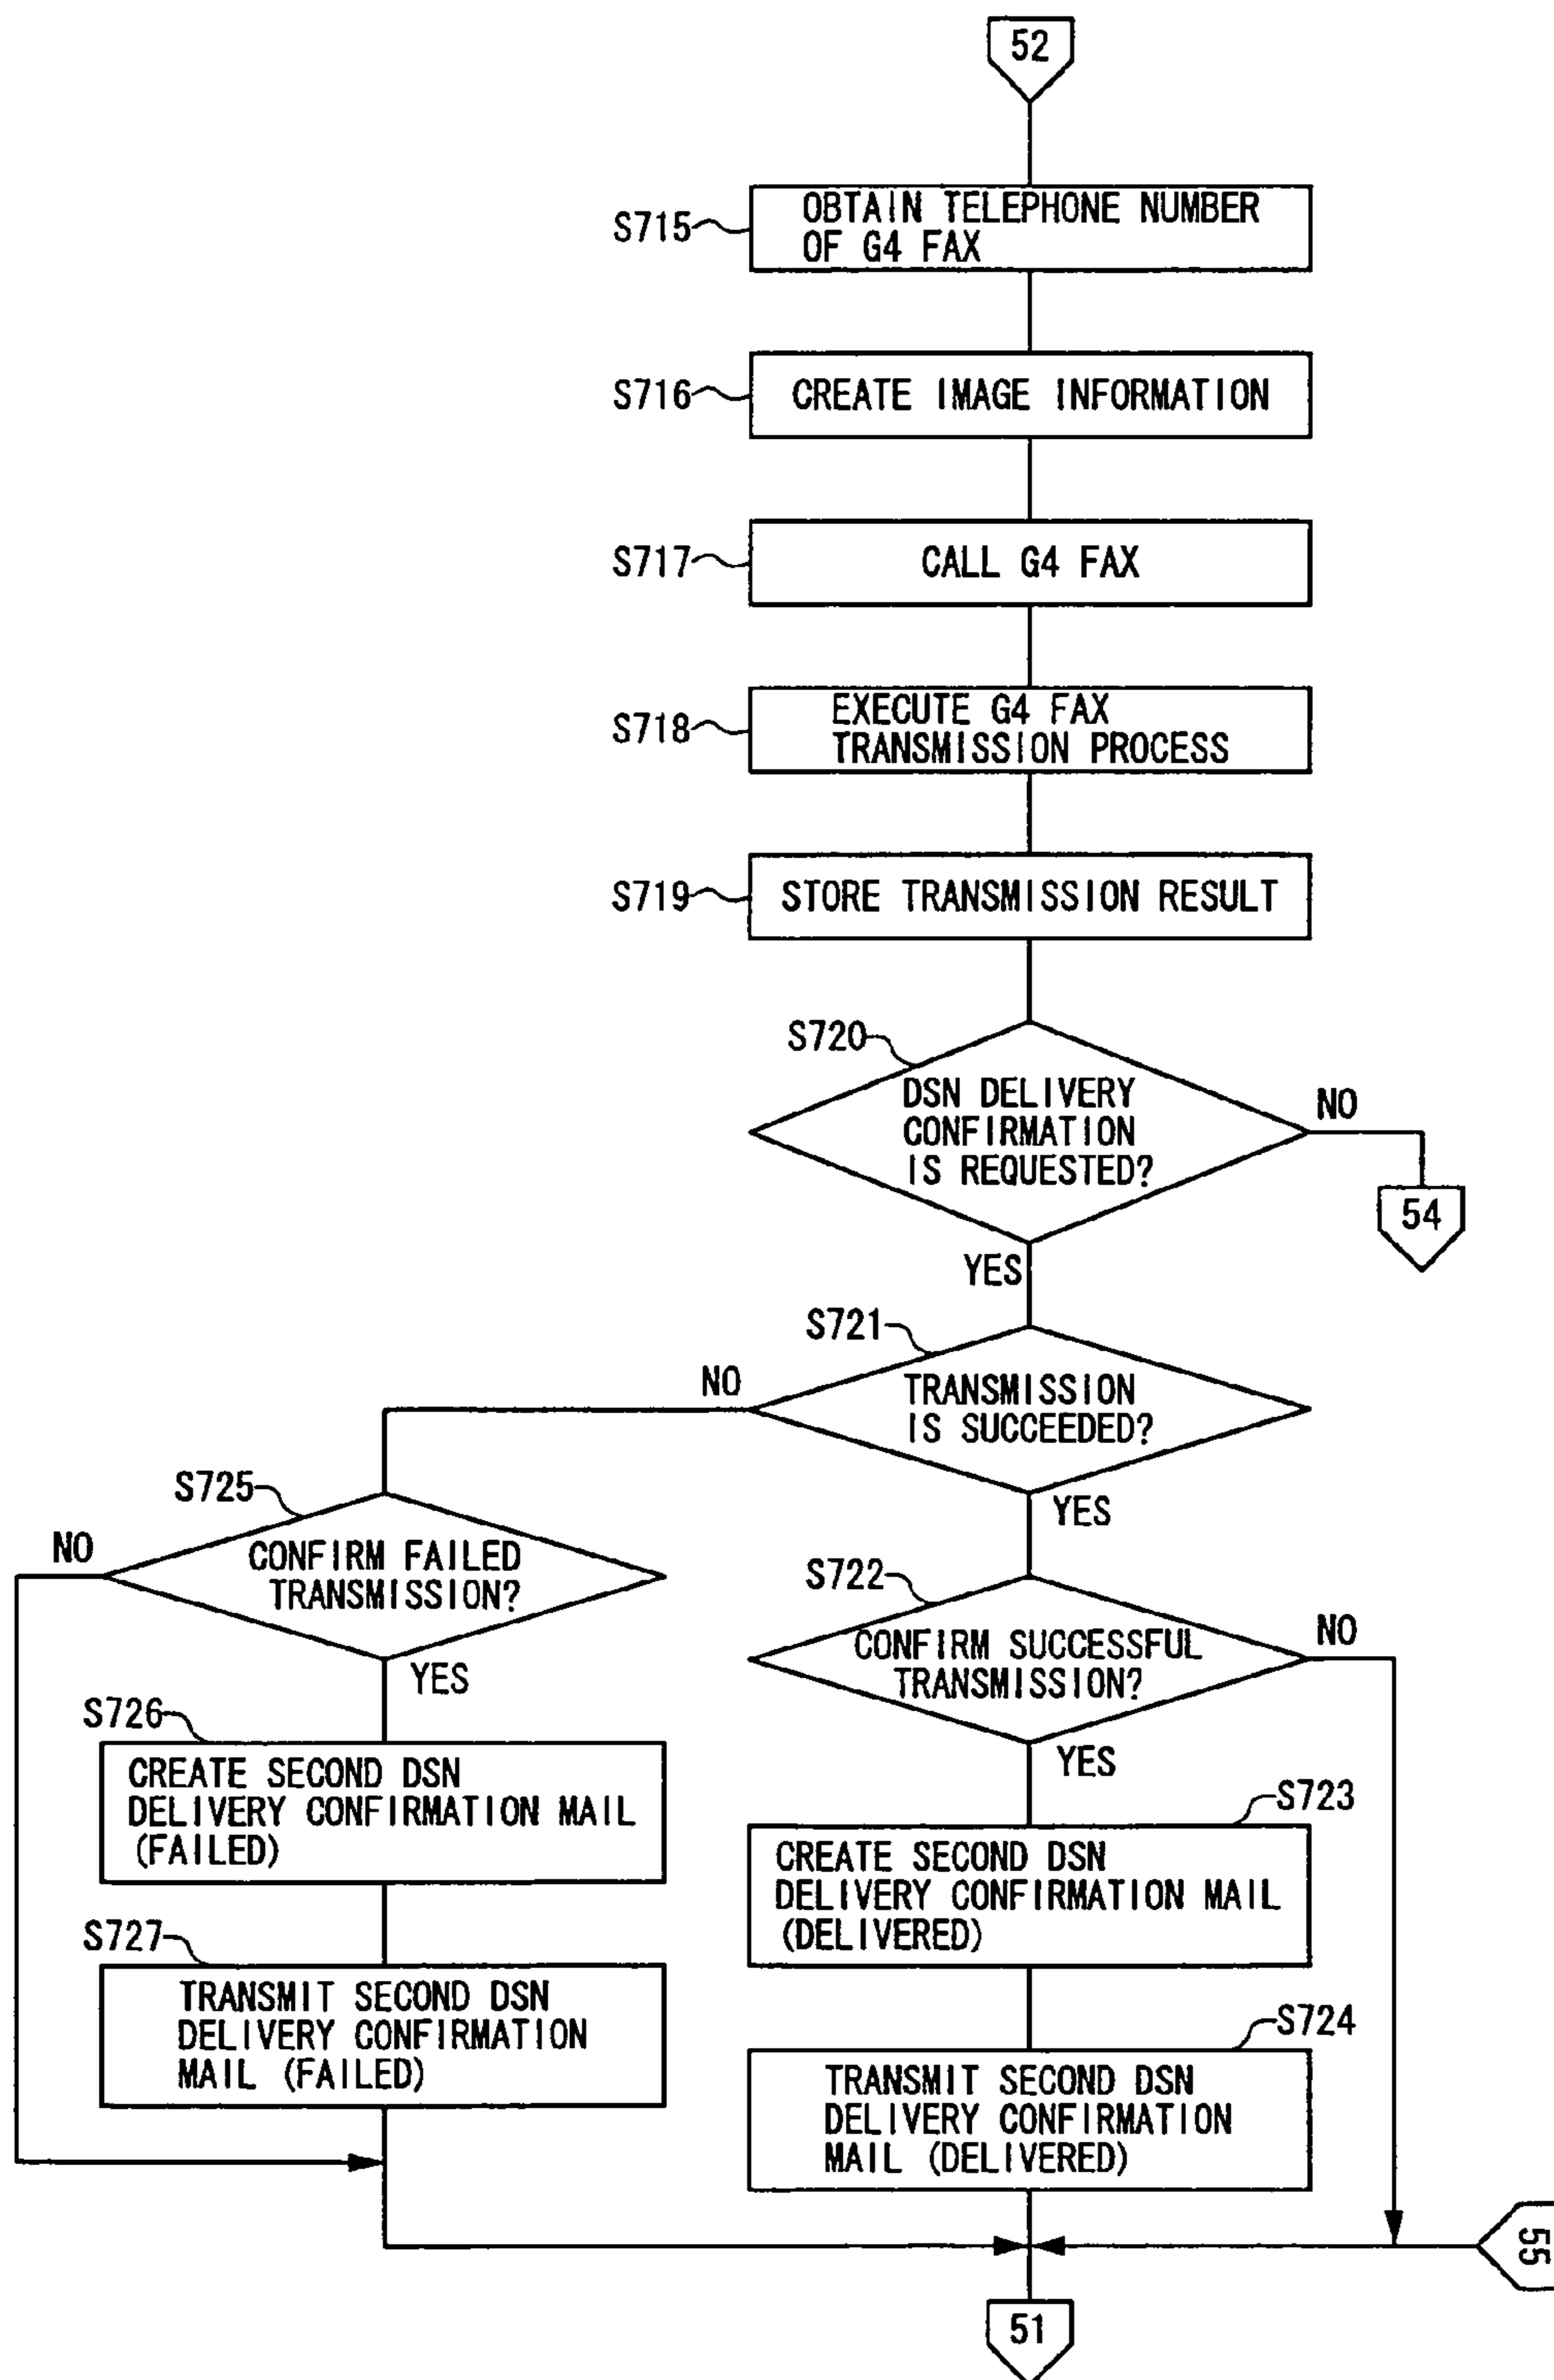 52
S715
OBTAIN TELEPHONE NUMBER
OF G4 FAX
S716
CREATE IMAGE INFORMATION
S717
CALL G4 FAX
S718
EXECUTE G4 FAX
TRANSMISSION PROCESS
S719
STORE TRANSMISSION RESULT
S720
DSN DELIVERY
CONFIRMATION
IS REQUESTED?
NO
54
YES
S721
TRANSMISSION
IS SUCCEEDED?
NO
YES
S725
CONFIRM FAILED
TRANSMISSION?
NO
YES
S722
CONFIRM SUCCESSFUL
TRANSMISSION?
NO
YES
S726
CREATE SECOND DSN
DELIVERY CONFIRMATION MAIL
(FAILED)
S723
CREATE SECOND DSN
DELIVERY CONFIRMATION MAIL
(DELIVERED)
S727
TRANSMIT SECOND DSN
DELIVERY CONFIRMATION
MAIL (FAILED)
S724
TRANSMIT SECOND DSN
DELIVERY CONFIRMATION
MAIL (DELIVERED)
55
51